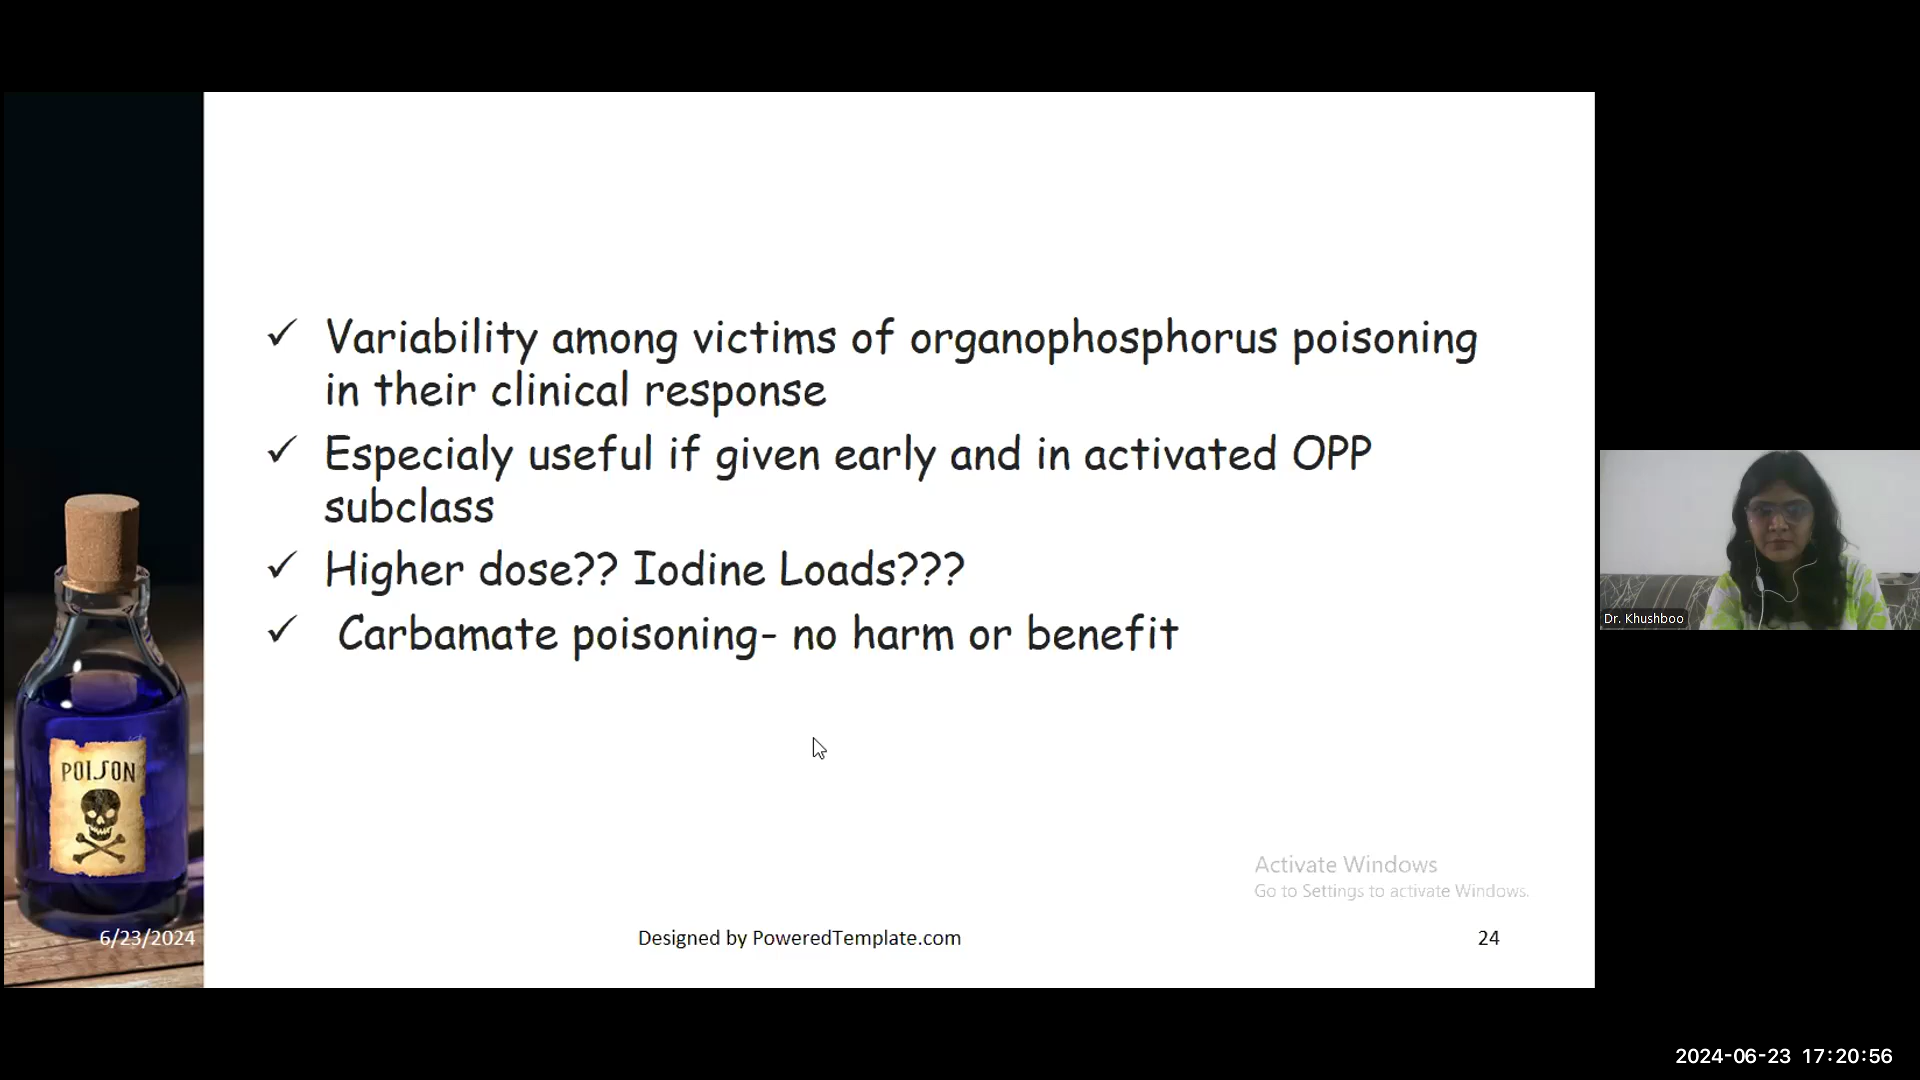 ✓ Variability among victims of organophosphorus poisoning
in their clinical response
✓ Especialy useful if given early and in activated OPP
subclass
✓ Higher dose?? Iodine Loads???
✓ Carbamate poisoning- no harm or benefit
Dr. Khushboo
POISON
Activate Windows
Go to Settings to activate Windows.
6/23/2024
Designed by PoweredTemplate.com
24
2024-06-23 17:20:56